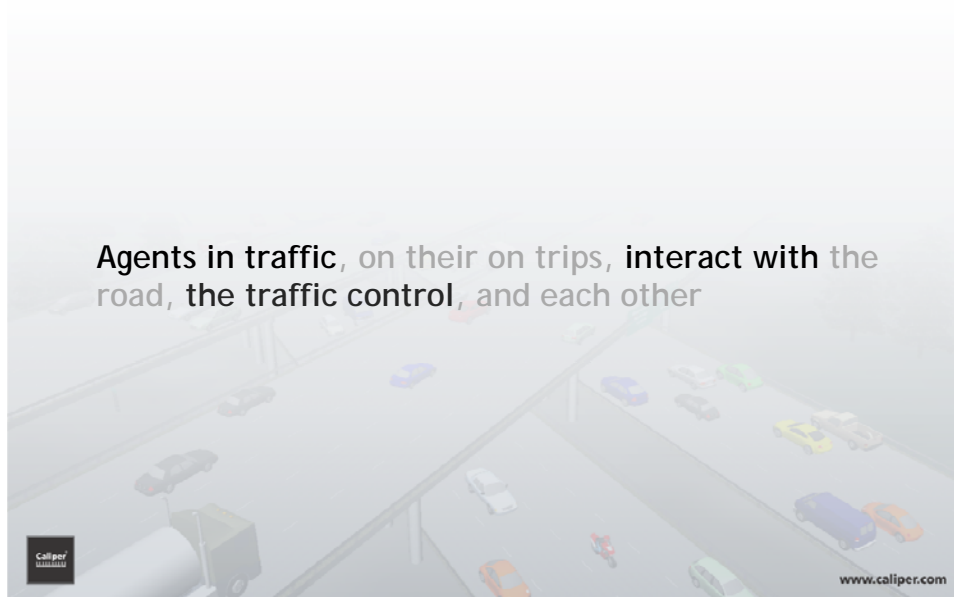 Agents in traffic, on their on trips, interact with the
road, the traffic control, and each other
Caliper
www.caliper.com